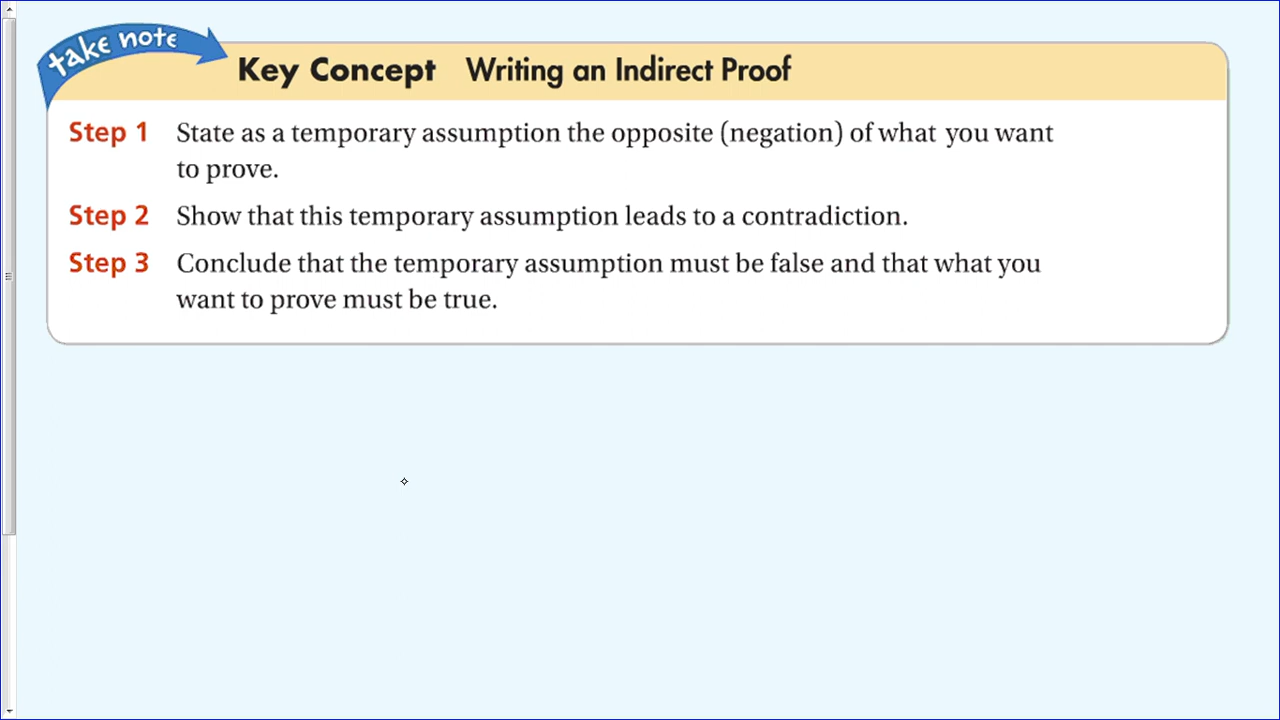 take note
Key Concept Writing an Indirect Proof
Step 1 State as a temporary assumption the opposite (negation) of what you want
to prove.
Step 2 Show that this temporary assumption leads to a contradiction.
Step 3 Conclude that the temporary assumption must be false and that what you
want to prove must be true.